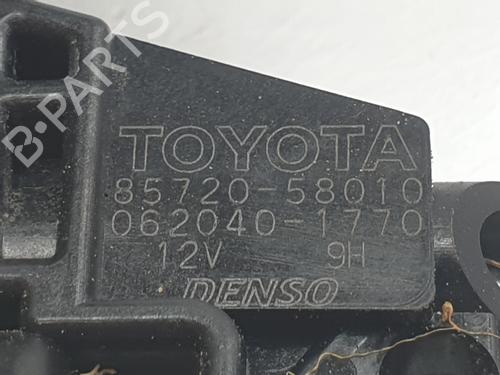 B-PARTS
TOYOTA
85720-58010
062040-1770
12V 9H
DENSO